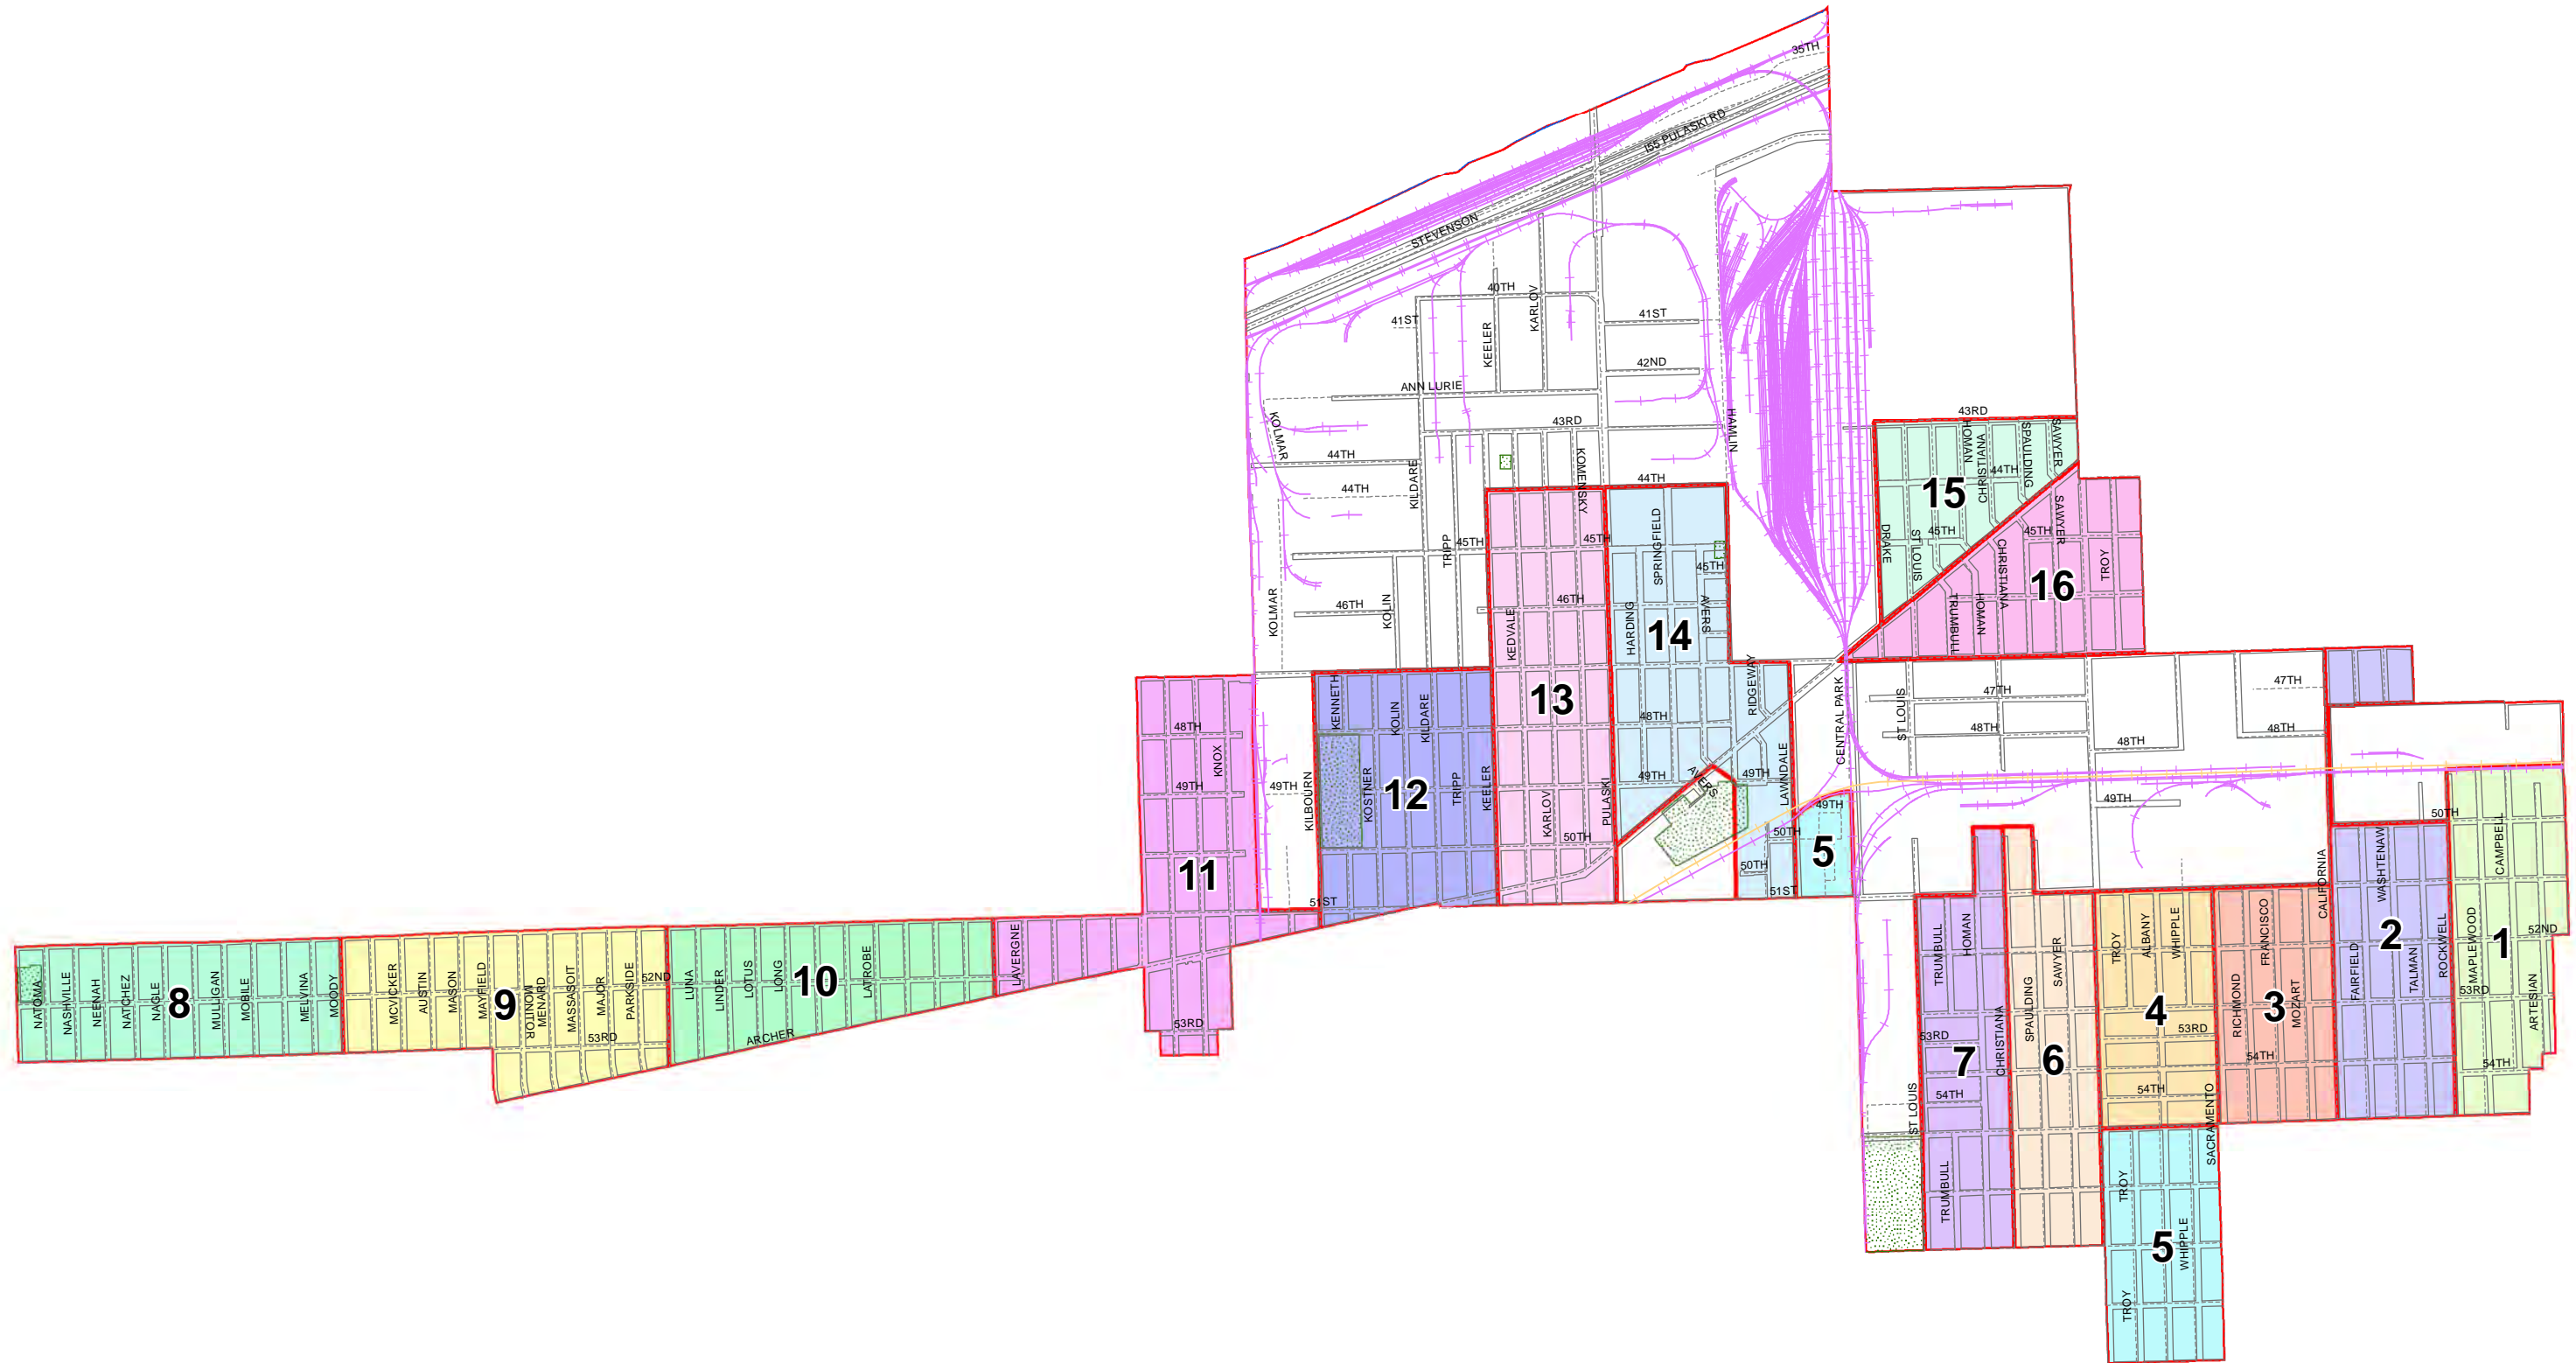 35TH
I55 PULASKI RD
STEVENSON
40TH
KARLOV
41ST
41ST
KEELER
42ND
ANN LURIE
43RD
HAMLIN
KOLMAR
43RD
HOMAN
CHRISTIANA
SPAULDING
SAWYER
44TH
44TH
KILDARE
KOMENSKY
44TH
44TH
15
DRAKE
ST LOUIS
45TH
SAWYER
45TH
16
TROY
CHRISTIANA
HOMAN
TRUMBULL
TRIPP
45TH
45TH
SPRINGFIELD
45TH
46TH
KOLIN
KOLMAR
46TH
KEDVALE
HARDING
14
AVERS
RIDGEWAY
13
KENNETH
KOLIN
KILDARE
48TH
CENTRAL PARK
ST LOUIS
47TH
48TH
48TH
47TH
48TH
48TH
KNOX
49TH
49TH
KILBOURN
KOSTNER
12
TRIPP
KEELER
KARLOV
PULASKI
50TH
49TH
AVERS
49TH
LAWNDALE
49TH
5
50TH
50TH
51ST
49TH
50TH
CAMPBELL
11
51ST
LAVERGNE
53RD
NATOMA
NASHVILLE
NEENAH
NATCHEZ
NAGLE
8
MULLIGAN
MOBILE
MELVINA
MOODY
MCVICKER
AUSTIN
MASON
MAYFIELD
9
MONITOR
MENARD
MASSASOIT
MAJOR
PARKSIDE
53RD
52ND
LUNA
LINDER
LOTUS
LONG
10
LATROBE
ARCHER
TRUMBULL
HOMAN
53RD
7
54TH
CHRISTIANA
ST LOUIS
TRUMBULL
SPAULDING
SAWYER
6
TROY
ALBANY
WHIPPLE
4
53RD
54TH
SACRAMENTO
RICHMOND
FRANCISCO
3
MOZART
54TH
CALIFORNIA
WASHTENAW
2
FAIRFIELD
TALMAN
ROCKWELL
MAPLEWOOD
1
52ND
53RD
ARTESIAN
54TH
TROY
5
WHIPPLE
TROY